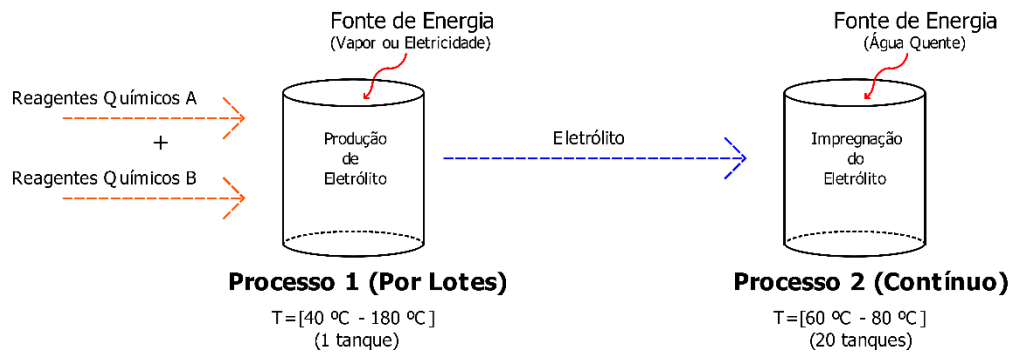 Fonte de Energia
(Vapor ou Eletricidade)
Fonte de Energia
(Água Quente)
Reagentes Químicos A
+
Reagentes Químicos B
Produção
de
Eletrólito
Eletrólito
Impregnação
do
Eletrólito
Processo 1 (Por Lotes)
T=[40 ºC - 180 ºC]
(1 tanque)
Processo 2 (Contínuo)
T=[60 ºC - 80 ºC]
(20 tanques)